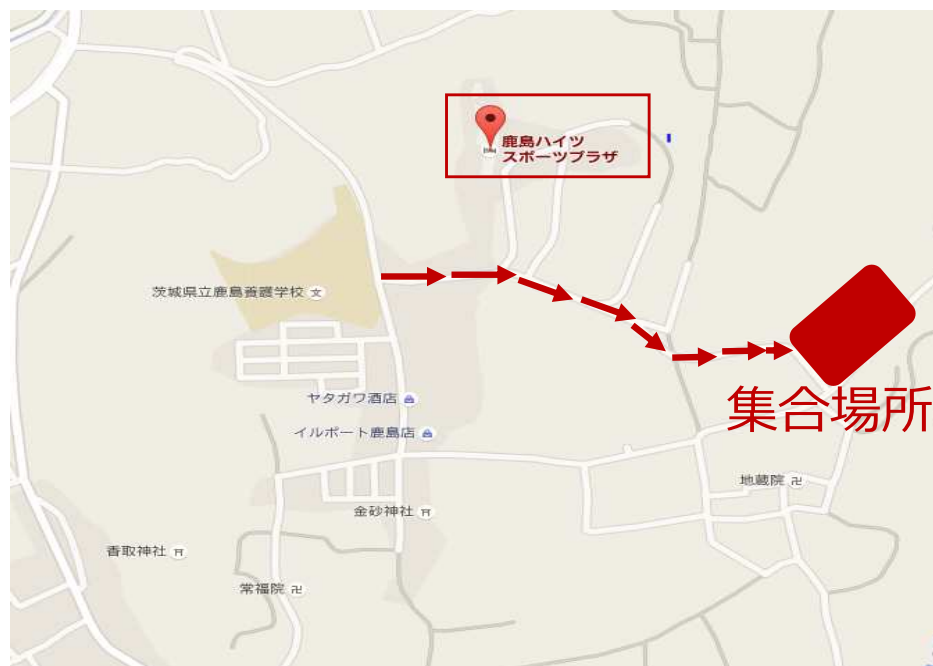 鹿島ハイツ
スポーツプラザ
茨城県立鹿島養護学校 文
ヤタガワ酒店
イルポート鹿島店
集合場所
地蔵院
金砂神社
香取神社
常福院